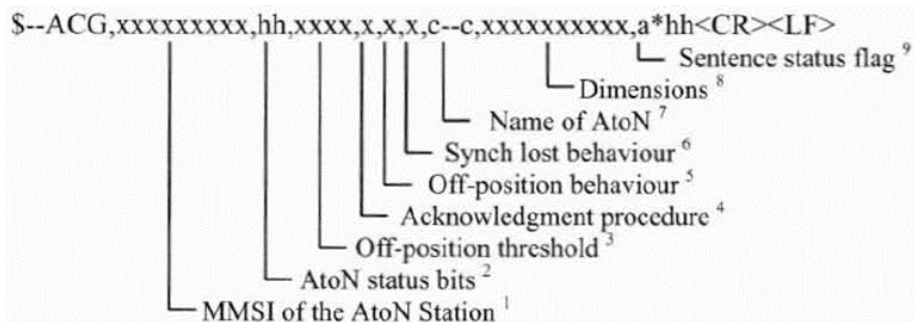 $--ACG,xxxxxxxxx,hh,xxxx,x,x,x,c--c,xxxxxxxxxx,a*hh<CR><LF>
Sentence status flag 9
Dimensions 8
Name of AtoN 7
Synch lost behaviour 6
Off-position behaviour 5
Acknowledgment procedure 4
Off-position threshold 3
AtoN status bits 2
MMSI of the AtoN Station 1